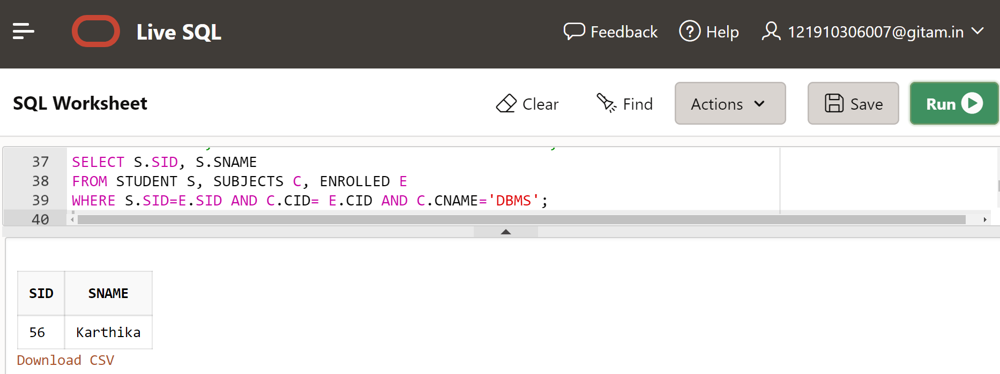 Live SQL
Feedback
Help
121910306007@gitam.in
SQL Worksheet
Clear
Find
Actions
Save
Run
37 SELECT S.SID, S.SNAME
38 FROM STUDENT S, SUBJECTS C, ENROLLED E
39 WHERE S.SID=E.SID AND C.CID= E.CID AND C.CNAME='DBMS';
40
SID SNAME
56 Karthika
Download CSV